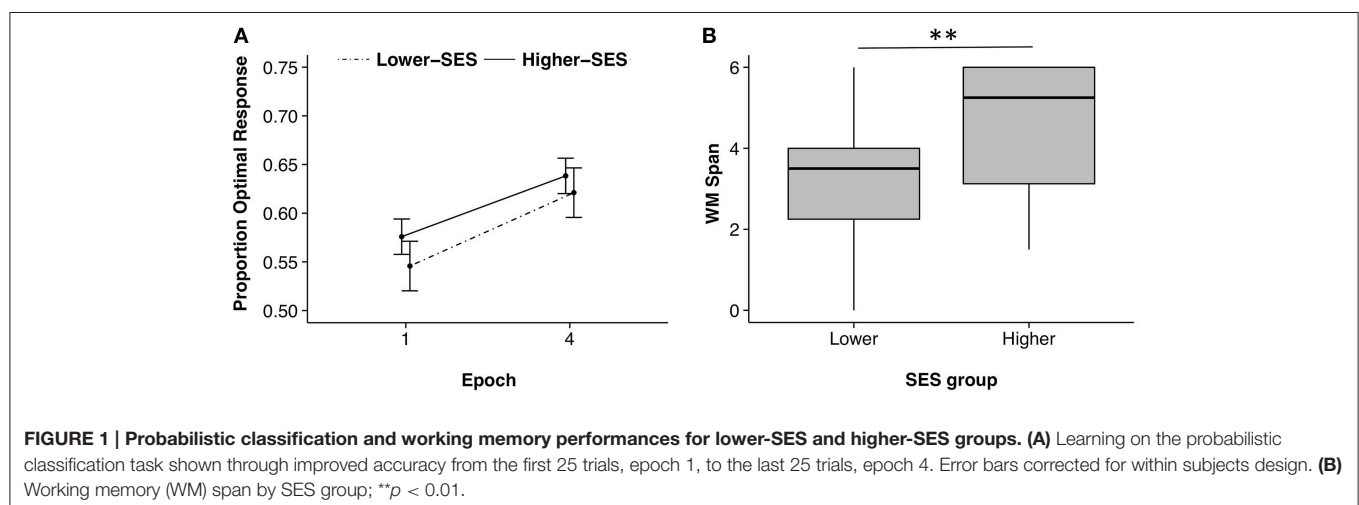 A
Lower–SES
Higher–SES
Proportion Optimal Response
0.75
0.70
0.65
0.60
0.55
0.50
1
4
Epoch
B
**
WM Span
6
4
2
0
Lower
Higher
SES group
FIGURE 1 | Probabilistic classification and working memory performances for lower-SES and higher-SES groups. (A) Learning on the probabilistic
classification task shown through improved accuracy from the first 25 trials, epoch 1, to the last 25 trials, epoch 4. Error bars corrected for within subjects design. (B)
Working memory (WM) span by SES group; **p < 0.01.